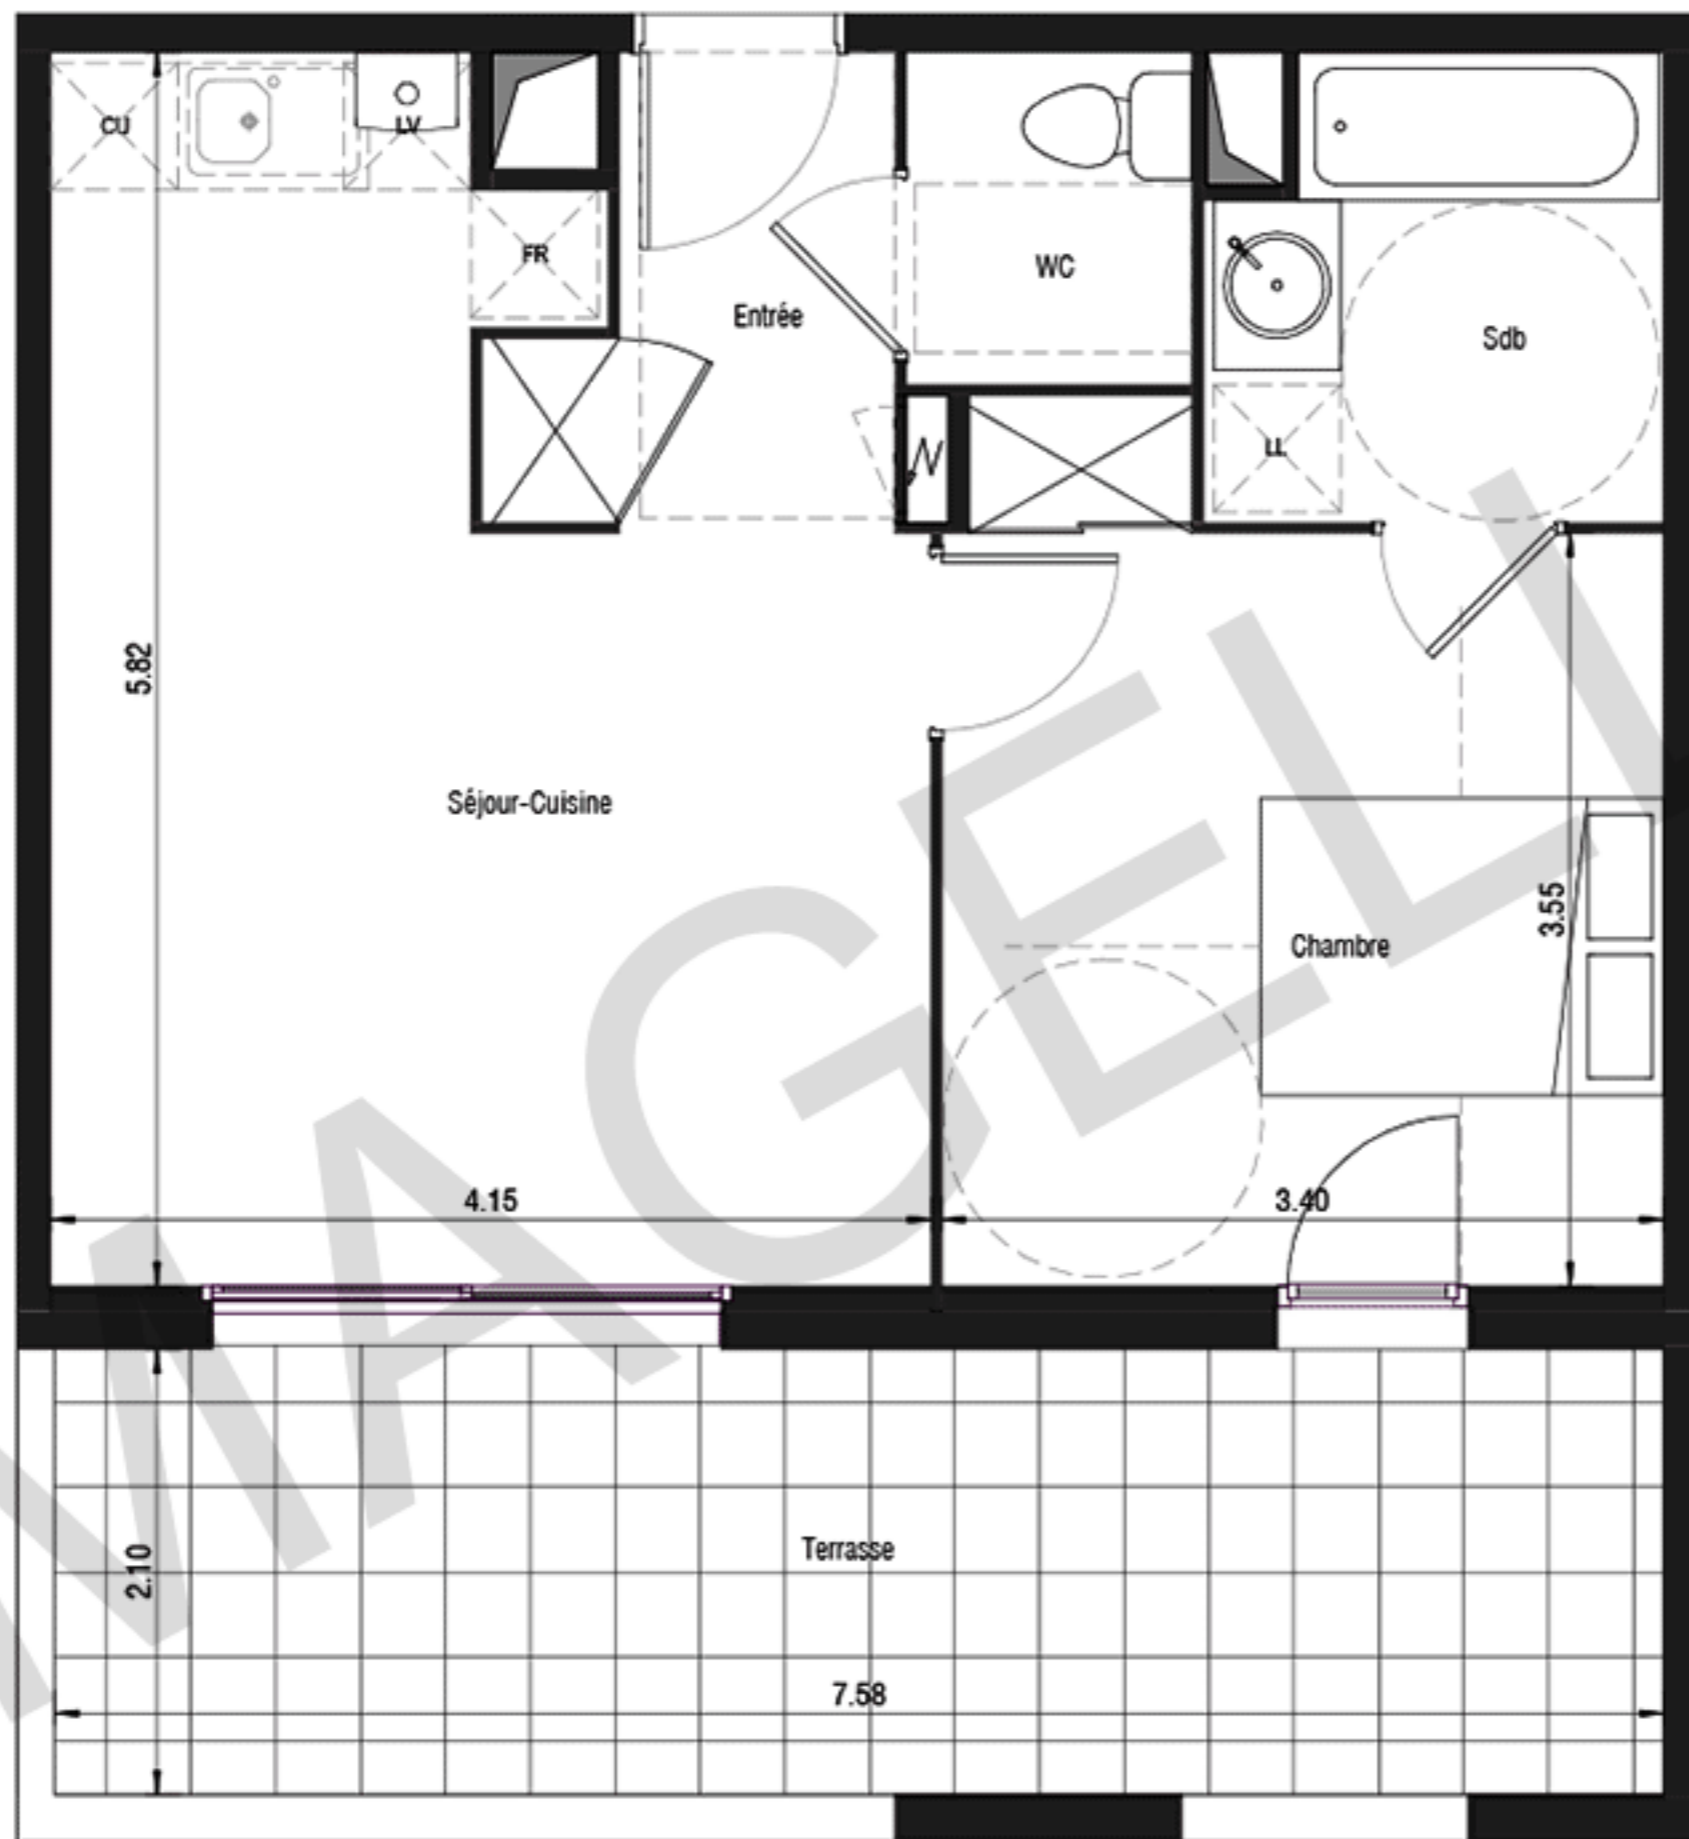 CU
LV
FR
Entrée
WC
Sdb
LL
5.82
Séjour-Cuisine
Chambre
3.55
4.15
3.40
Terrasse
2.10
7.58
MAGELL